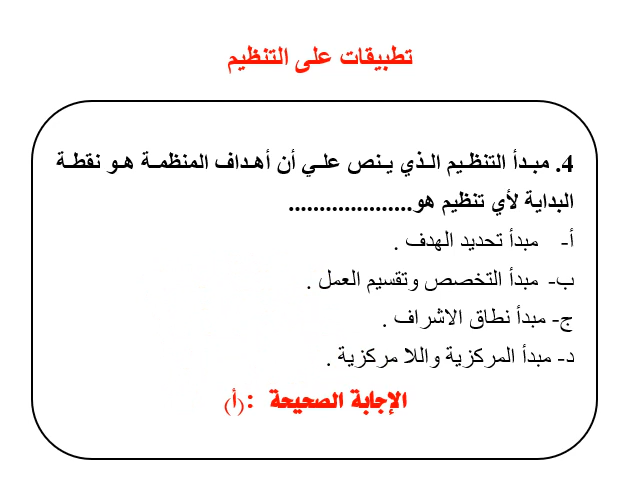 تطبيقات على التنظيم
4. مبدأ التنظيم الذي ينص علي أن أهداف المنظمة هو نقطة
البداية لأي تنظيم هو....................
أ- مبدأ تحديد الهدف .
ب- مبدأ التخصص وتقسيم العمل .
ج- مبدأ نطاق الاشراف .
د- مبدأ المركزية واللا مركزية .
الإجابة الصحيحة :(أ)